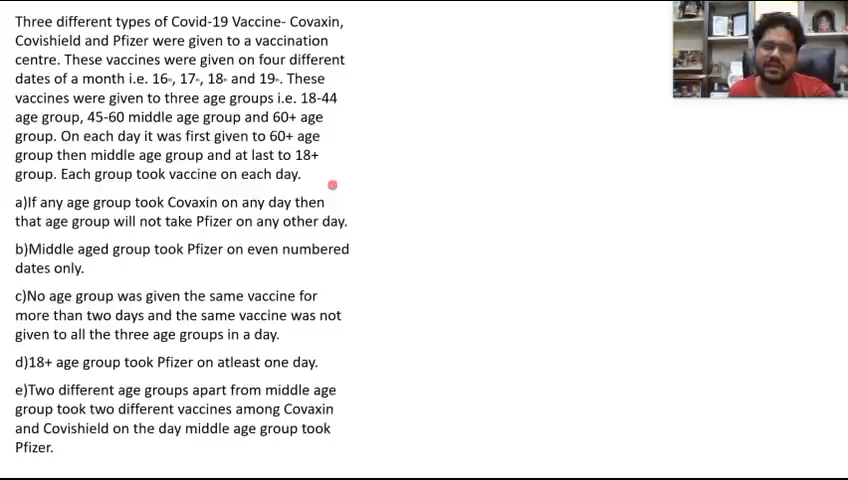 Three different types of Covid-19 Vaccine- Covaxin,
Covishield and Pfizer were given to a vaccination
centre. These vaccines were given on four different
dates of a month i.e. 16th, 17th, 18th and 19th. These
vaccines were given to three age groups i.e. 18-44
age group, 45-60 middle age group and 60+ age
group. On each day it was first given to 60+ age
group then middle age group and at last to 18+
group. Each group took vaccine on each day.
a)If any age group took Covaxin on any day then
that age group will not take Pfizer on any other day.
b)Middle aged group took Pfizer on even numbered
dates only.
c)No age group was given the same vaccine for
more than two days and the same vaccine was not
given to all the three age groups in a day.
d)18+ age group took Pfizer on atleast one day.
e)Two different age groups apart from middle age
group took two different vaccines among Covaxin
and Covishield on the day middle age group took
Pfizer.